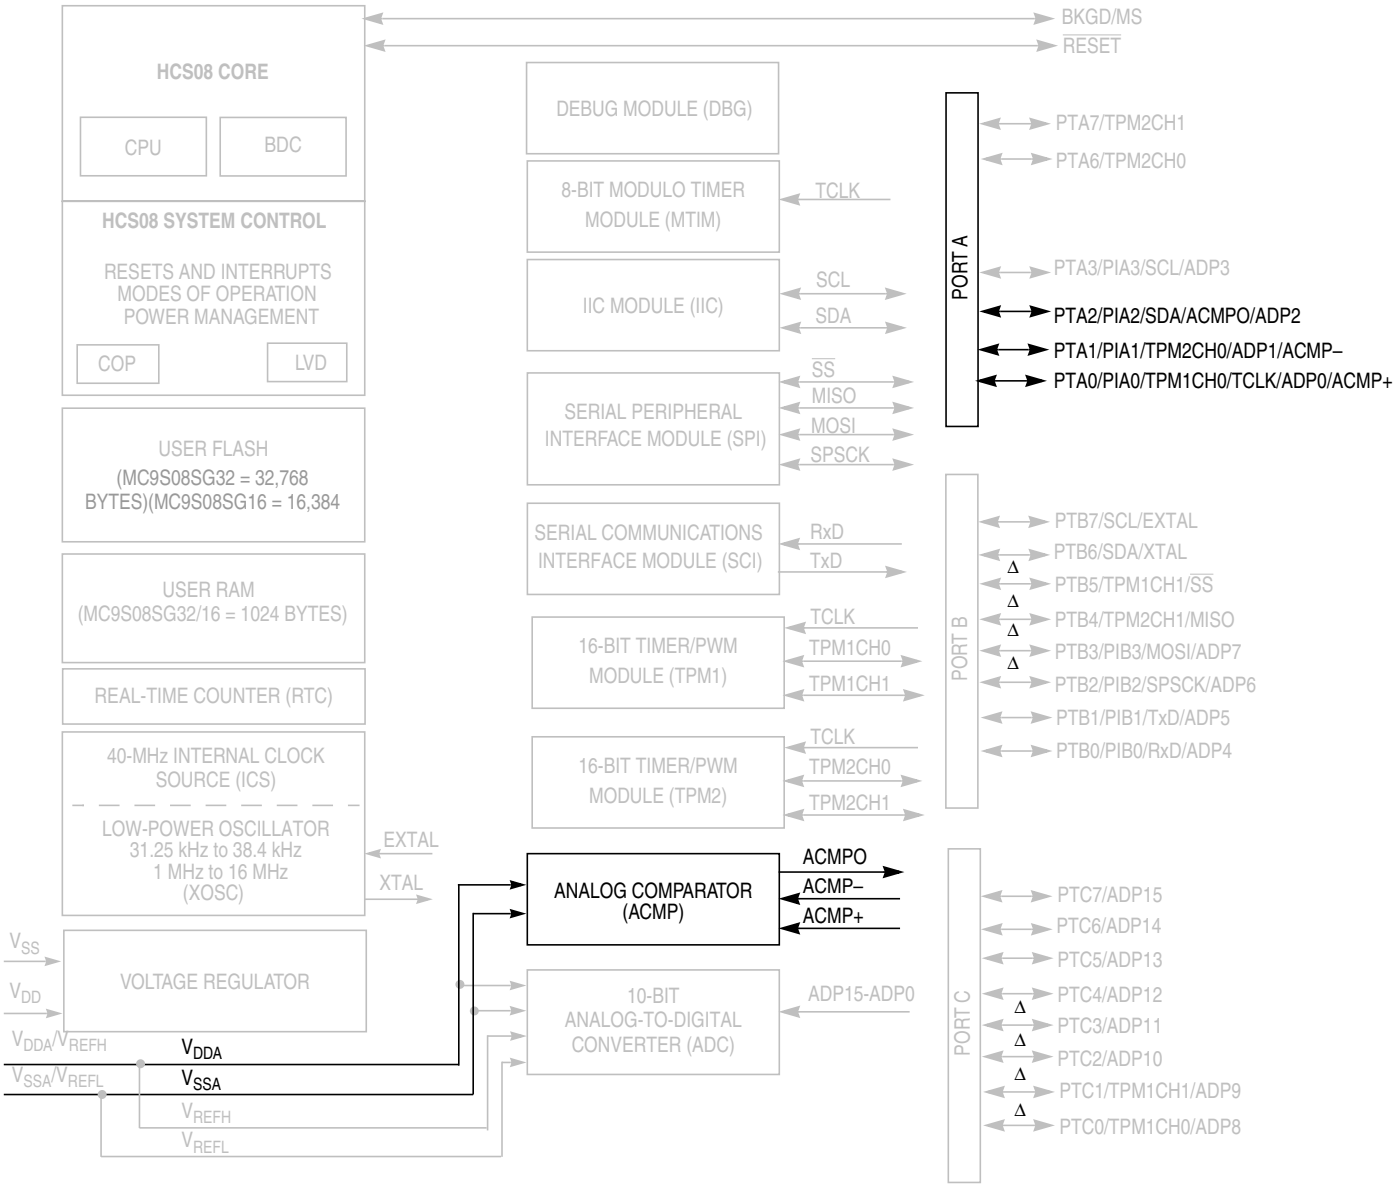 BKGD/MS
RESET
HCS08 CORE
CPU
BDC
HCS08 SYSTEM CONTROL
RESETS AND INTERRUPTS
MODES OF OPERATION
POWER MANAGEMENT
COP
LVD
USER FLASH
(MC9S08SG32 = 32,768
BYTES)(MC9S08SG16 = 16,384
USER RAM
(MC9S08SG32/16 = 1024 BYTES)
REAL-TIME COUNTER (RTC)
40-MHz INTERNAL CLOCK
SOURCE (ICS)
LOW-POWER OSCILLATOR
31.25 kHz to 38.4 kHz
1 MHz to 16 MHz
(XOSC)
EXTAL
XTAL
VSS
VDD
VOLTAGE REGULATOR
VDDA/VREFH
VDDA
VSSA/VREFL
VSSA
VREFH
VREFL
DEBUG MODULE (DBG)
8-BIT MODULO TIMER
MODULE (MTIM)
TCLK
IIC MODULE (IIC)
SCL
SDA
SERIAL PERIPHERAL
INTERFACE MODULE (SPI)
SS
MISO
MOSI
SPSCK
SERIAL COMMUNICATIONS
INTERFACE MODULE (SCI)
RxD
TxD
16-BIT TIMER/PWM
MODULE (TPM1)
TCLK
TPM1CH0
TPM1CH1
16-BIT TIMER/PWM
MODULE (TPM2)
TCLK
TPM2CH0
TPM2CH1
ANALOG COMPARATOR
(ACMP)
ACMPO
ACMP–
ACMP+
10-BIT
ANALOG-TO-DIGITAL
CONVERTER (ADC)
ADP15-ADP0
PORT A
PTA7/TPM2CH1
PTA6/TPM2CH0
PTA3/PIA3/SCL/ADP3
PTA2/PIA2/SDA/ACMPO/ADP2
PTA1/PIA1/TPM2CH0/ADP1/ACMP–
PTA0/PIA0/TPM1CH0/TCLK/ADP0/ACMP+
PORT B
PTB7/SCL/EXTAL
PTB6/SDA/XTAL
Δ
PTB5/TPM1CH1/SS
Δ
PTB4/TPM2CH1/MISO
Δ
PTB3/PIB3/MOSI/ADP7
Δ
PTB2/PIB2/SPSCK/ADP6
PTB1/PIB1/TxD/ADP5
PTB0/PIB0/RxD/ADP4
PORT C
PTC7/ADP15
PTC6/ADP14
PTC5/ADP13
PTC4/ADP12
Δ
PTC3/ADP11
Δ
PTC2/ADP10
Δ
PTC1/TPM1CH1/ADP9
Δ
PTC0/TPM1CH0/ADP8